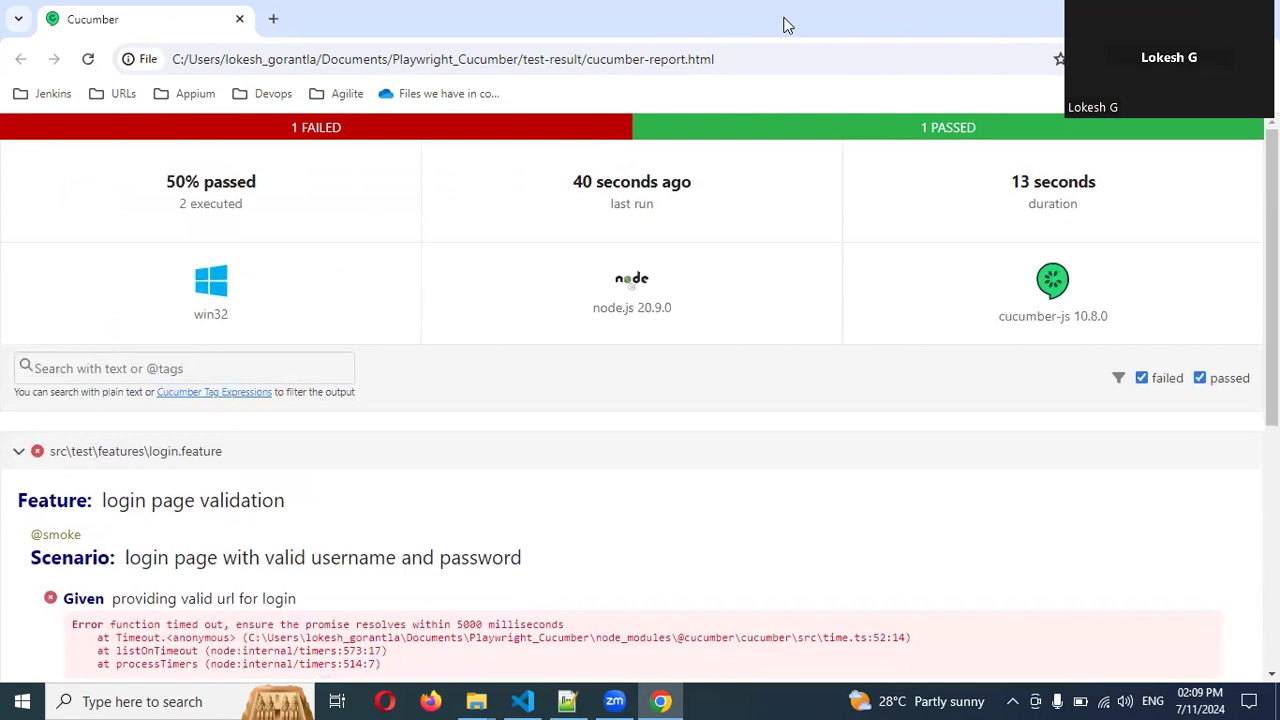 Cucumber
Lokesh G
File
C:/Users/lokesh_gorantla/Documents/Playwright_Cucumber/test-result/cucumber-report.html
Jenkins
URLs
Appium
Devops
Agilite
Files we have in co...
Lokesh G
1 FAILED
1 PASSED
50% passed
2 executed
40 seconds ago
last run
13 seconds
duration
win32
node
node.js 20.9.0
cucumber-js 10.8.0
Search with text or @tags
You can search with plain text or Cucumber Tag Expressions to filter the output
failed
passed
src\test\features\login.feature
Feature: login page validation
@smoke
Scenario: login page with valid username and password
Given providing valid url for login
Error function timed out, ensure the promise resolves within 5000 milliseconds
at Timeout.<anonymous> (C:\Users\lokesh_gorantla\Documents\Playwright_Cucumber\node_modules\@cucumber\cucumber\src\time.ts:52:14)
at listOnTimeout (node:internal/timers:573:17)
at processTimers (node:internal/timers:514:7)
Type here to search
zm
28°C Partly sunny
ENG
02:09 PM
7/11/2024